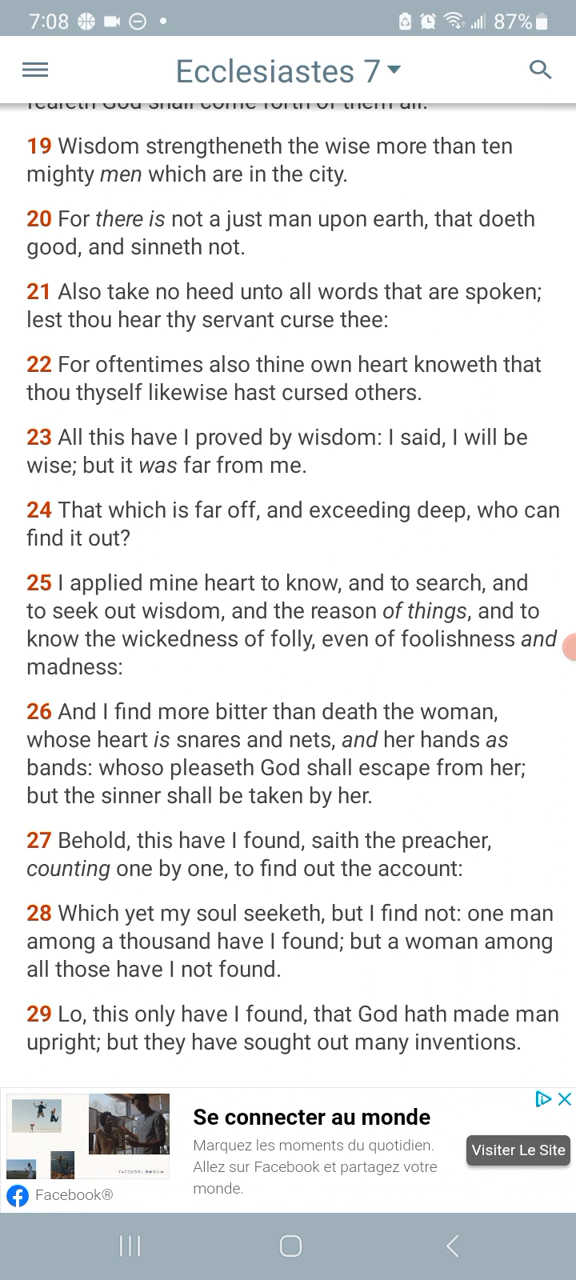 7:08
87%
Ecclesiastes 7
feareth God shall come forth of them all.
19 Wisdom strengtheneth the wise more than ten
mighty men which are in the city.
20 For there is not a just man upon earth, that doeth
good, and sinneth not.
21 Also take no heed unto all words that are spoken;
lest thou hear thy servant curse thee:
22 For oftentimes also thine own heart knoweth that
thou thyself likewise hast cursed others.
23 All this have I proved by wisdom: I said, I will be
wise; but it was far from me.
24 That which is far off, and exceeding deep, who can
find it out?
25 I applied mine heart to know, and to search, and
to seek out wisdom, and the reason of things, and to
know the wickedness of folly, even of foolishness and
madness:
26 And I find more bitter than death the woman,
whose heart is snares and nets, and her hands as
bands: whoso pleaseth God shall escape from her;
but the sinner shall be taken by her.
27 Behold, this have I found, saith the preacher,
counting one by one, to find out the account:
28 Which yet my soul seeketh, but I find not: one man
among a thousand have I found; but a woman among
all those have I not found.
29 Lo, this only have I found, that God hath made man
upright; but they have sought out many inventions.
Se connecter au monde
Marquez les moments du quotidien.
Allez sur Facebook et partagez votre
monde.
Visiter Le Site
Facebook®